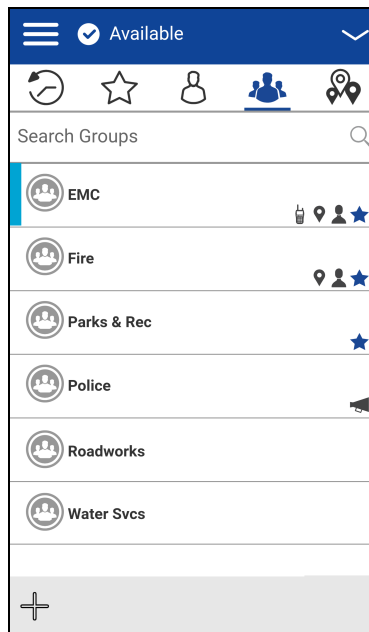 Available
Search Groups
EMC
Fire
Parks & Rec
Police
Roadworks
Water Svcs